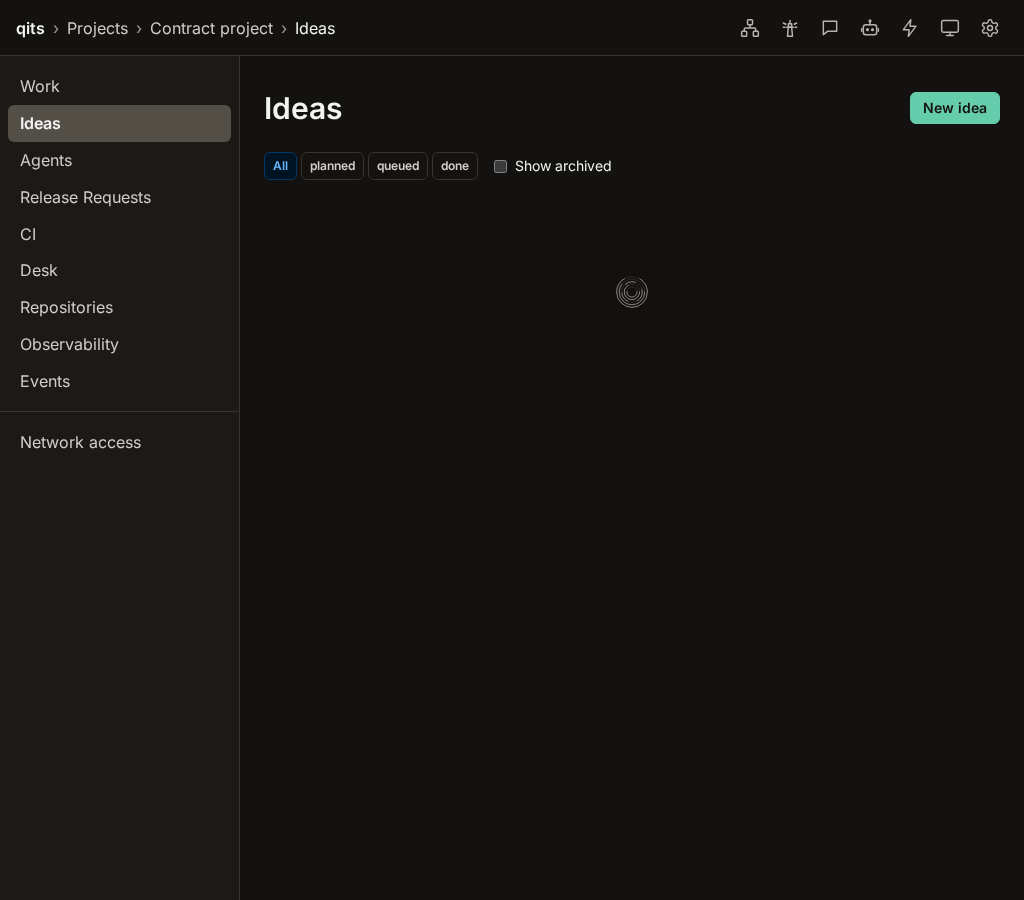 qits › Projects › Contract project › Ideas
Work
Ideas
Agents
Release Requests
CI
Desk
Repositories
Observability
Events
Network access
Ideas
New idea
All planned queued done Show archived